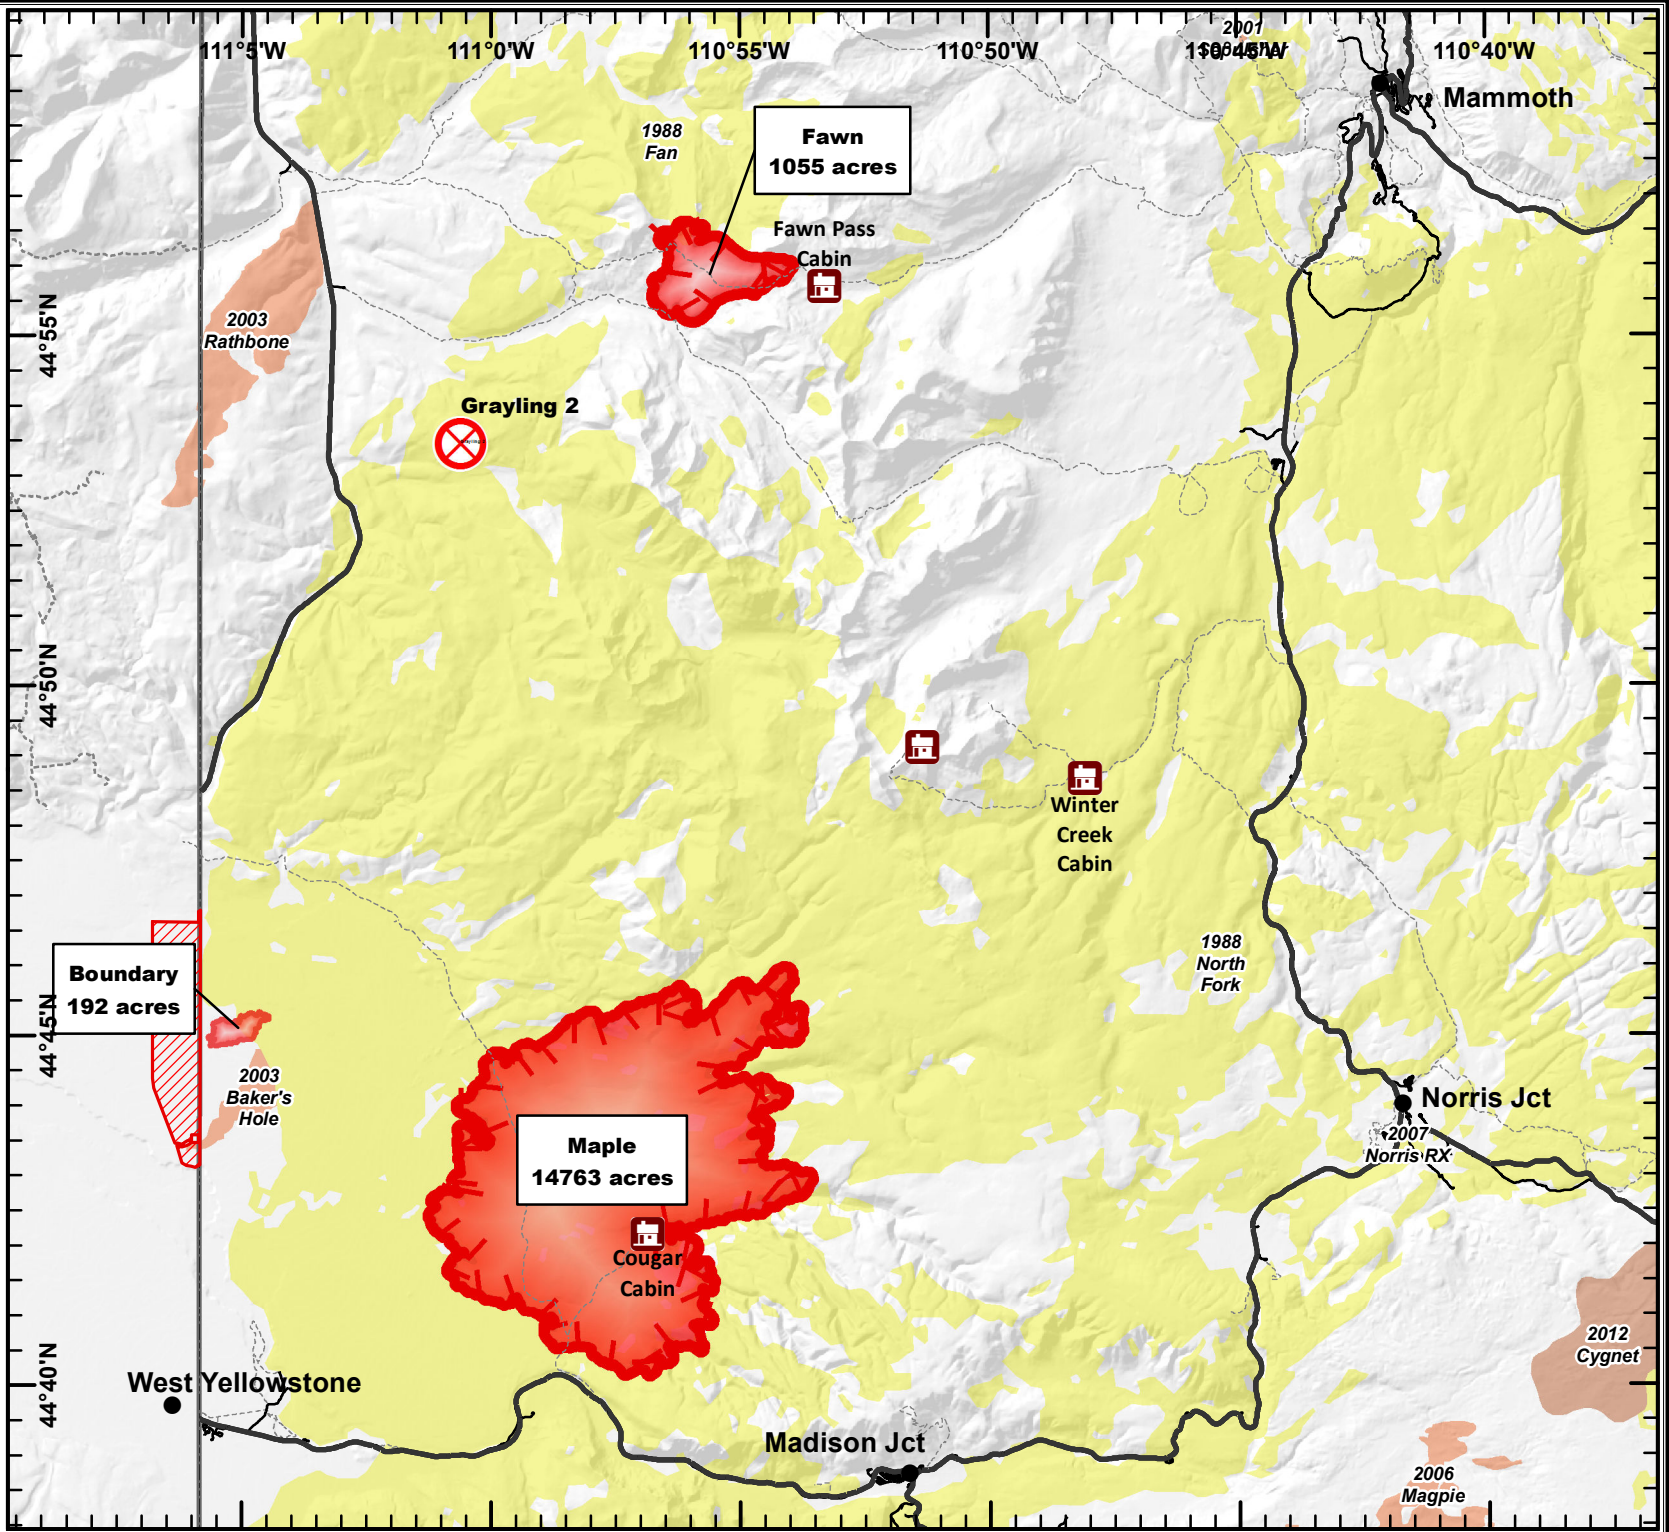 111°5'W
111°0'W
110°55'W
110°50'W
2001
110°45'W
110°40'W
Mammoth
1988
Fan
Fawn
1055 acres
Fawn Pass
Cabin
44°55'N
2003
Rathbone
Grayling 2
44°50'N
Winter
Creek
Cabin
1988
North
Fork
Boundary
192 acres
44°45'N
2003
Baker's
Hole
Maple
14763 acres
Norris Jct
2007
Norris RX
Cougar
Cabin
2012
Cygnet
44°40'N
West Yellowstone
Madison Jct
2006
Magpie